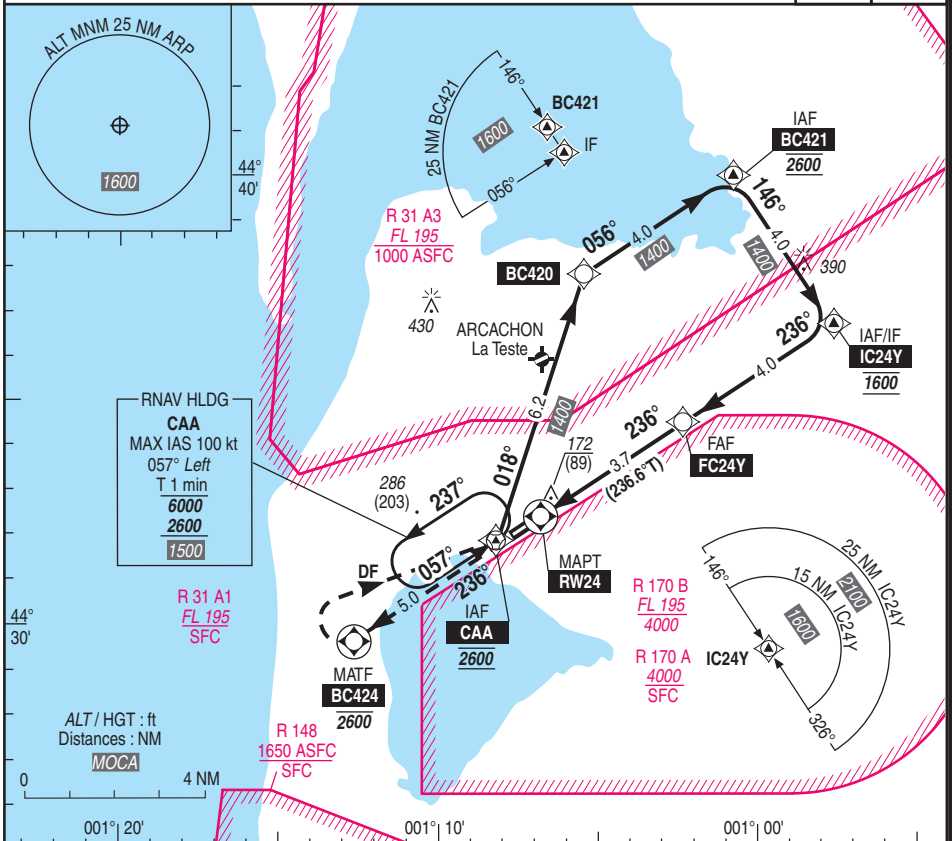 ALT MNM 25 NM ARP
1600
44°
40'
25 NM BC421
146°
1600
BC421
IF
056°
R 31 A3
FL 195
1000 ASFC
430
IAF
BC421
2600
146°
4.0
1400
390
056°
4.0
1400
BC420
ARCACHON
La Teste
236°
4.0
IAF/IF
IC24Y
1600
6.2
1400
018°
RNAV HLDG
CAA
MAX IAS 100 kt
057° Left
T 1 min
6000
2600
1500
286
(203)
237°
172
(89)
236°
3.7
(236.6°T)
FAF
FC24Y
MAPT
RW24
DF
057°
5.0
236°
IAF
CAA
2600
MATF
BC424
2600
R 31 A1
FL 195
SFC
44°
30'
R 170 B
FL 195
4000
R 170 A
4000
SFC
146°
25 NM IC24Y
2100
15 NM IC24Y
1600
IC24Y
326°
ALT / HGT : ft
Distances : NM
MOCA
0 4 NM
R 148
1650 ASFC
SFC
001° 20'
001° 10'
001° 00'